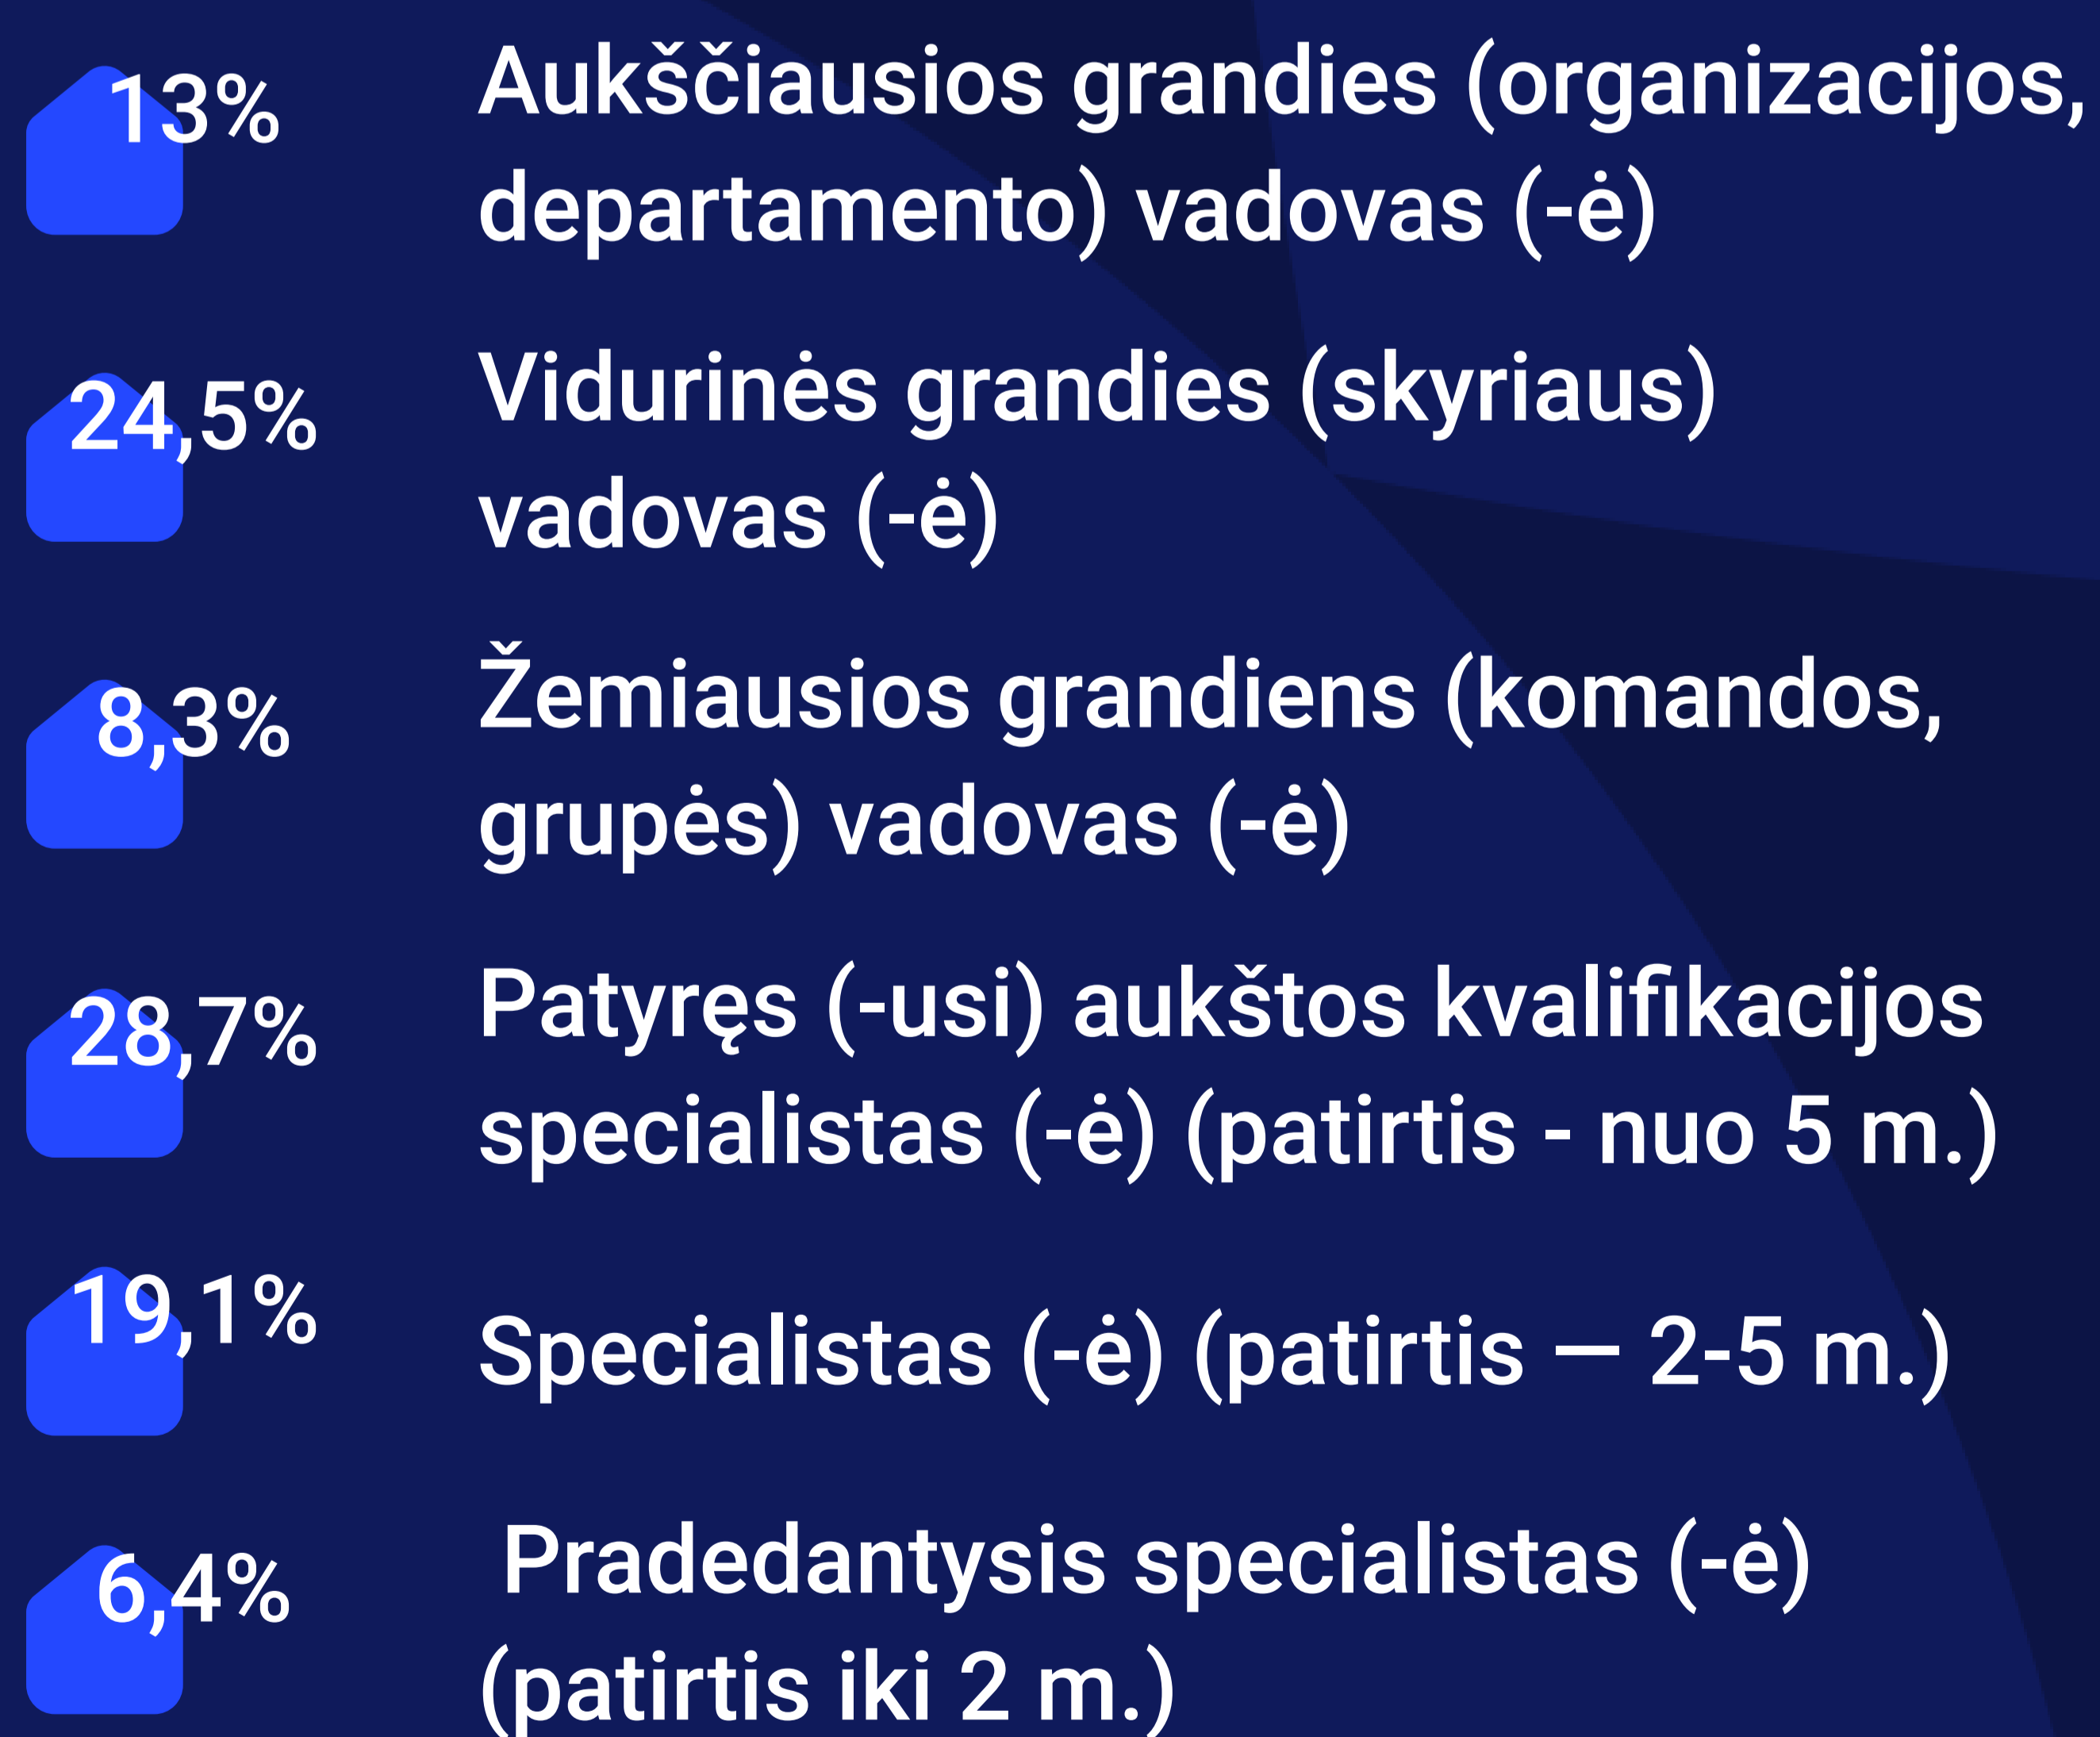 13%
Aukščiausios grandies (organizacijos,
departamento) vadovas (-ė)
24,5%
Vidurinės grandies (skyriaus)
vadovas (-ė)
8,3%
Žemiausios grandiens (komandos,
grupės) vadovas (-ė)
28,7%
Patyręs (-usi) aukštos kvalifikacijos
specialistas (-ė) (patirtis - nuo 5 m.)
19,1%
Specialistas (-ė) (patirtis — 2-5 m.)
6,4%
Pradedantysis specialistas (-ė)
(patirtis iki 2 m.)